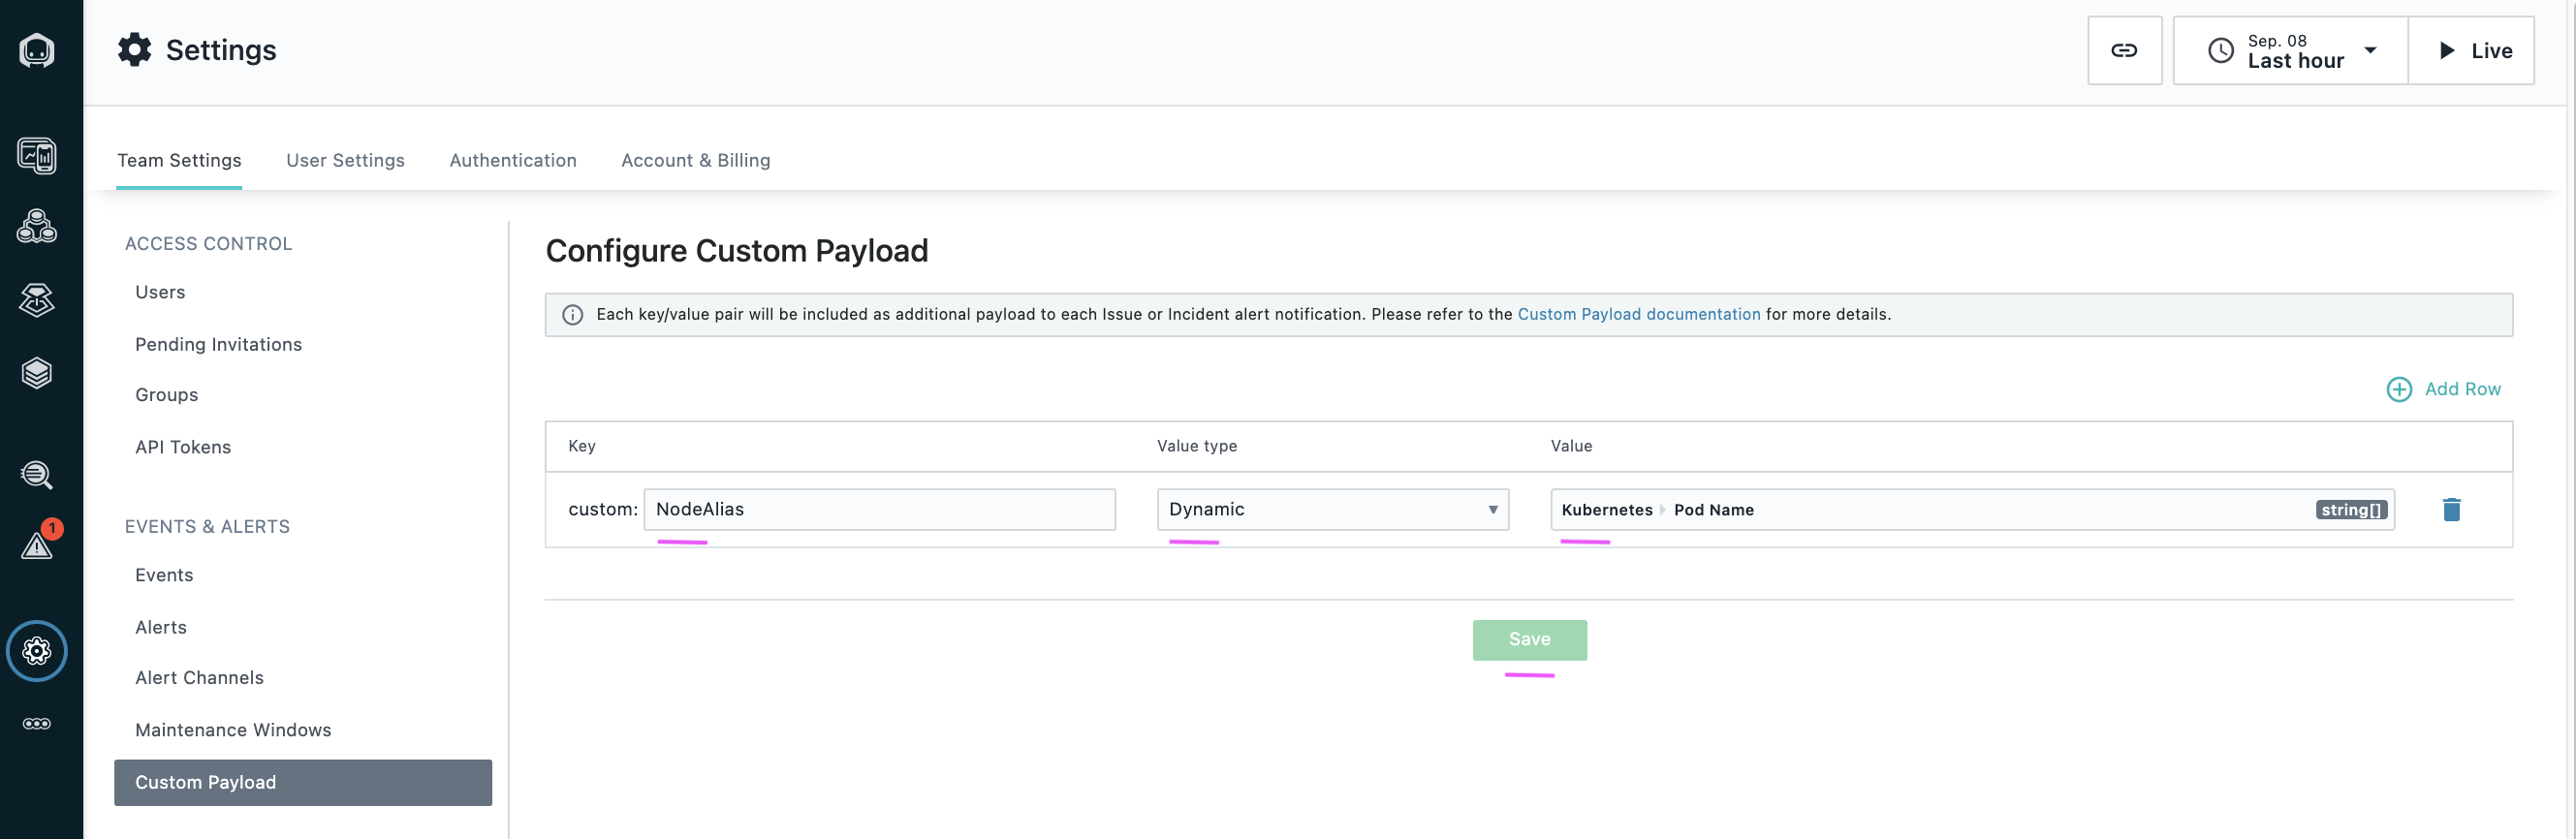 Settings
Sep. 08
Last hour
Live
Team Settings
User Settings
Authentication
Account & Billing
ACCESS CONTROL
Users
Pending Invitations
Groups
API Tokens
EVENTS & ALERTS
1
Events
Alerts
Alert Channels
Maintenance Windows
Custom Payload
Configure Custom Payload
Each key/value pair will be included as additional payload to each Issue or Incident alert notification. Please refer to the Custom Payload documentation for more details.
Add Row
Key Value type Value
custom: NodeAlias Dynamic Kubernetes Pod Name string[]
Save